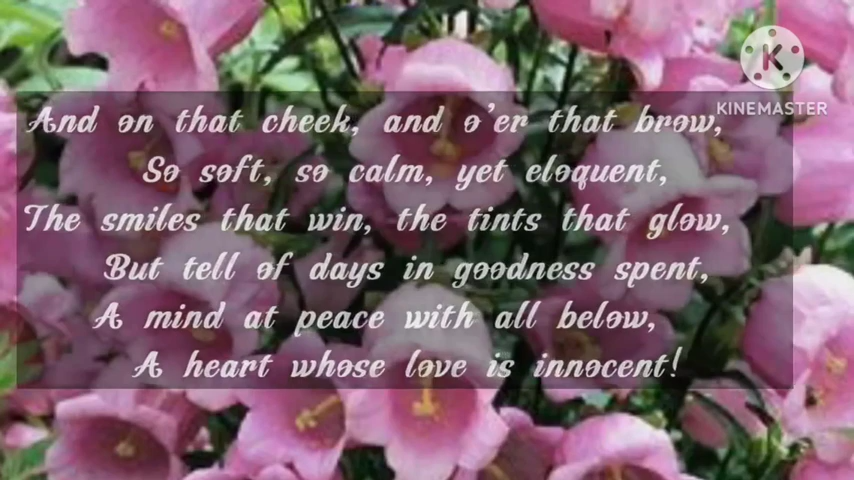 KINEMASTER
And on that cheek, and o'er that brow,
So soft, so calm, yet eloquent,
The smiles that win, the tints that glow,
But tell of days in goodness spent,
A mind at peace with all below,
A heart whose love is innocent!